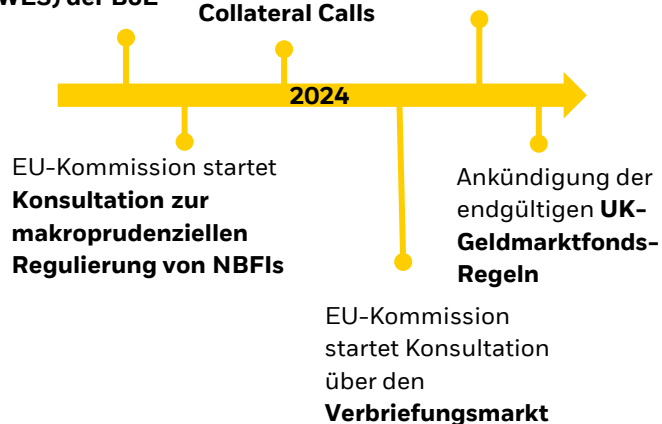 Collateral Calls
2024
EU-Kommission startet
Konsultation zur
makroprudenziellen
Regulierung von NBFIs
Ankündigung der
endgültigen UK-
Geldmarktfonds-
Regeln
EU-Kommission
startet Konsultation
über den
Verbriefungsmarkt